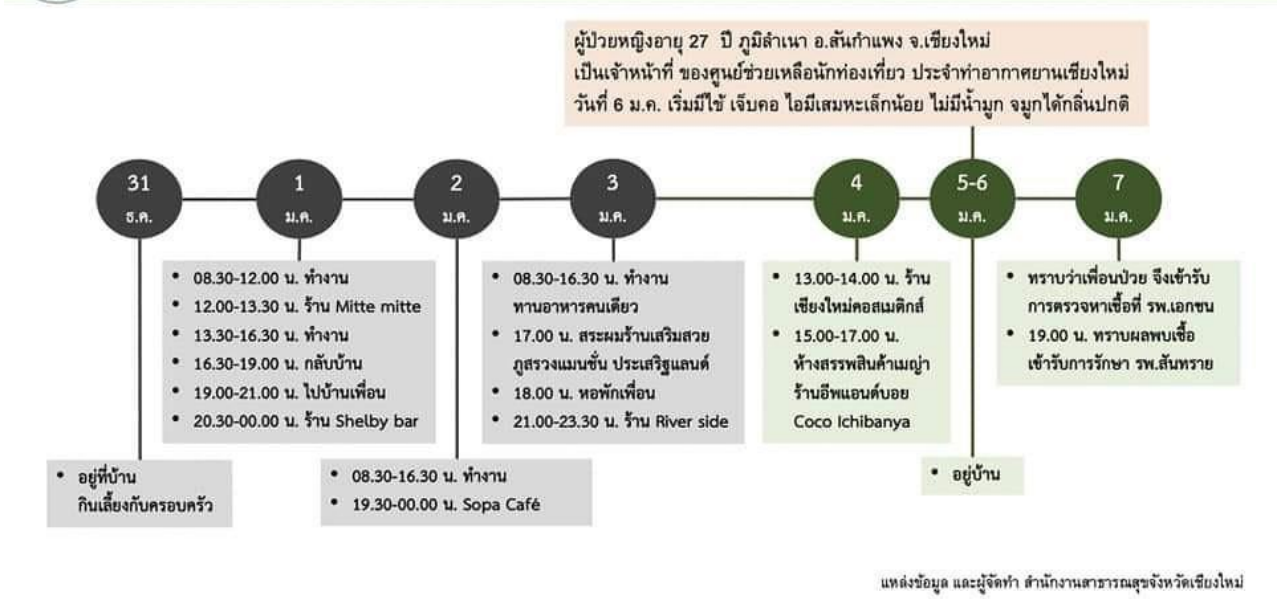 ผู้ป่วยหญิงอายุ 27 ปี ภูมิลำเนา อ.สันกำแพง จ.เชียงใหม่
เป็นเจ้าหน้าที่ ของศูนย์ช่วยเหลือนักท่องเที่ยว ประจำท่าอากาศยานเชียงใหม่
วันที่ 6 ม.ค. เริ่มมีไข้ เจ็บคอ ไอมีเสมหะเล็กน้อย ไม่มีน้ำมูก จมูกได้กลิ่นปกติ
31
ธ.ค.
• อยู่ที่บ้าน
กินเลี้ยงกับครอบครัว
1
ม.ค.
• 08.30-12.00 น. ทำงาน
• 12.00-13.30 น. ร้าน Mitte mitte
• 13.30-16.30 น. ทำงาน
• 16.30-19.00 น. กลับบ้าน
• 19.00-21.00 น. ไปบ้านเพื่อน
• 20.30-00.00 น. ร้าน Shelby bar
2
ม.ค.
• 08.30-16.30 น. ทำงาน
• 19.30-00.00 น. Sopa Café
3
ม.ค.
• 08.30-16.30 น. ทำงาน
ทานอาหารคนเดียว
• 17.00 น. สระผมร้านเสริมสวย
ภูสรวงแมนชั่น ประเสริฐแลนด์
• 18.00 น. หอพักเพื่อน
• 21.00-23.30 น. ร้าน River side
4
ม.ค.
• 13.00-14.00 น. ร้าน
เชียงใหม่คอสเมติกส์
• 15.00-17.00 น.
ห้างสรรพสินค้าเมญ่า
ร้านอีฟแอนด์บอย
Coco Ichibanya
5-6
ม.ค.
• อยู่บ้าน
7
ม.ค.
• ทราบว่าเพื่อนป่วย จึงเข้ารับ
การตรวจหาเชื้อที่ รพ.เอกชน
• 19.00 น. ทราบผลพบเชื้อ
เข้ารับการรักษา รพ.สันทราย
แหล่งข้อมูล และผู้จัดทำ สำนักงานสาธารณสุขจังหวัดเชียงใหม่